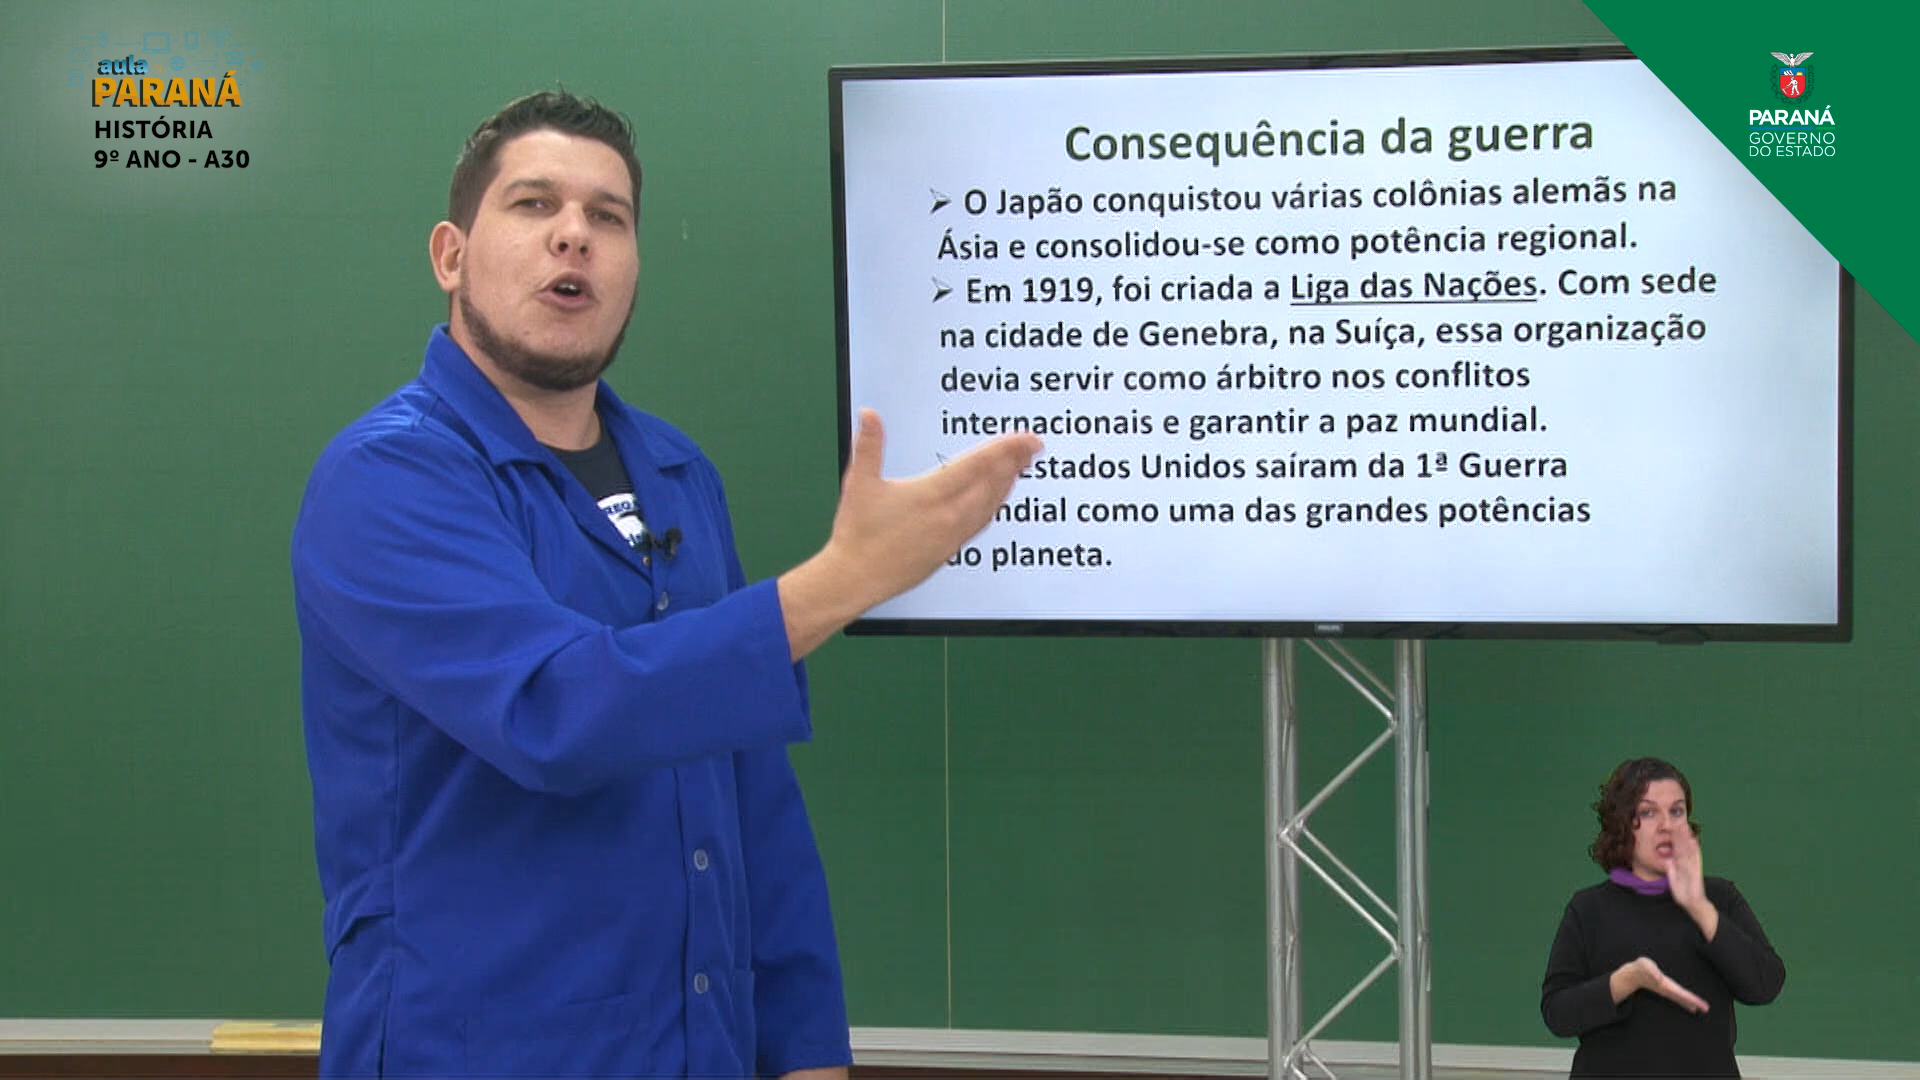 aula
PARANÁ
HISTÓRIA
9º ANO - A30
PARANÁ
GOVERNO
DO ESTADO
Consequência da guerra
➢ O Japão conquistou várias colônias alemãs na
Ásia e consolidou-se como potência regional.
➢ Em 1919, foi criada a Liga das Nações. Com sede
na cidade de Genebra, na Suíça, essa organização
devia servir como árbitro nos conflitos
internacionais e garantir a paz mundial.
Estados Unidos saíram da 1ª Guerra
ndial como uma das grandes potências
do planeta.
PHILIPS